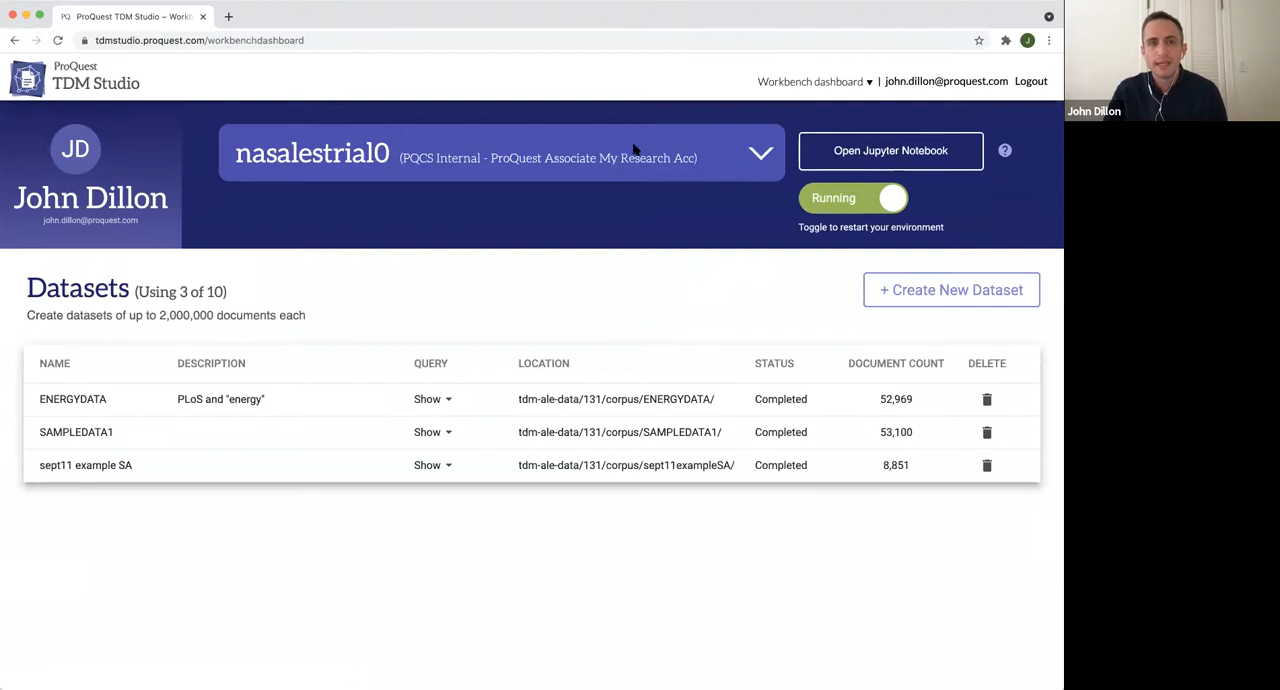 PQ ProQuest TDM Studio – Workb
tdmstudio.proquest.com/workbenchdashboard
J
ProQuest
TDM Studio
Workbench dashboard ▾ | john.dillon@proquest.com Logout
John Dillon
JD
John Dillon
john.dillon@proquest.com
nasalestrial0 (PQCS Internal - ProQuest Associate My Research Acc)
Open Jupyter Notebook
?
Running
Toggle to restart your environment
Datasets (Using 3 of 10)
Create datasets of up to 2,000,000 documents each
+ Create New Dataset
NAME DESCRIPTION QUERY LOCATION STATUS DOCUMENT COUNT DELETE
ENERGYDATA PLoS and "energy" Show tdm-ale-data/131/corpus/ENERGYDATA/ Completed 52,969
SAMPLEDATA1 Show tdm-ale-data/131/corpus/SAMPLEDATA1/ Completed 53,100
sept11 example SA Show tdm-ale-data/131/corpus/sept11exampleSA/ Completed 8,851